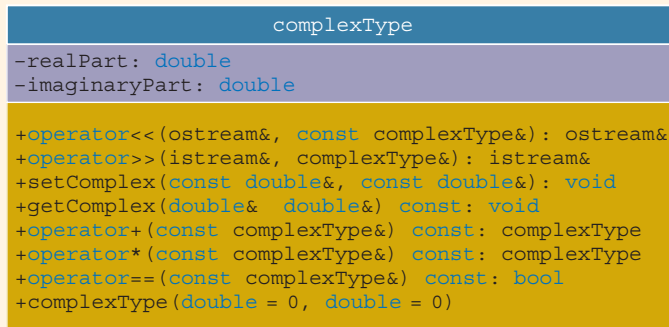 complexType
-realPart: double
-imaginaryPart: double
+operator<<(ostream&, const complexType&): ostream&
+operator>>(istream&, complexType&): istream&
+setComplex(const double&, const double&): void
+getComplex(double& double&) const: void
+operator+(const complexType&) const: complexType
+operator*(const complexType&) const: complexType
+operator==(const complexType&) const: bool
+complexType(double = 0, double = 0)